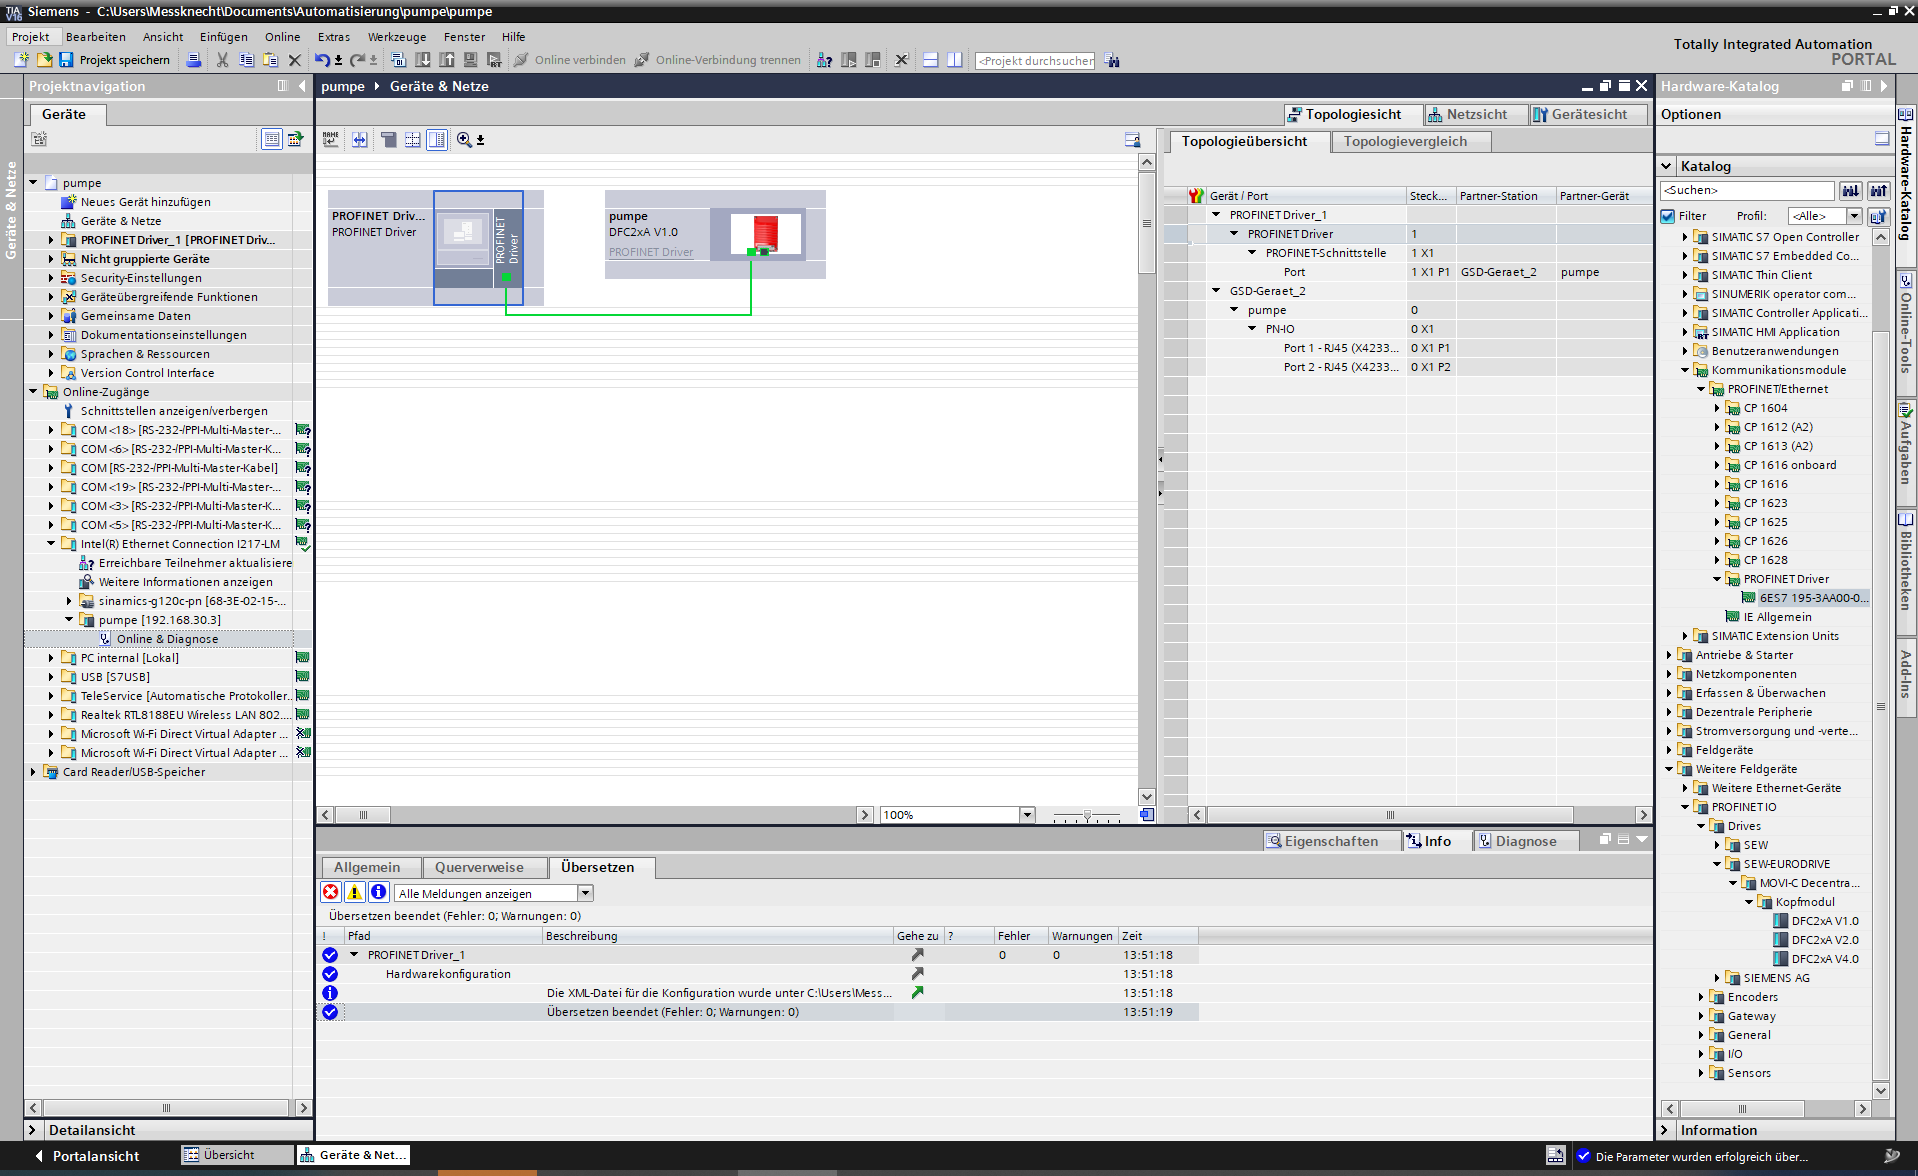 Siemens - C:\Users\Messknecht\Documents\Automatisierung\pumpe\pumpe
Projekt Bearbeiten Ansicht Einfügen Online Extras Werkzeuge Fenster Hilfe
Totally Integrated Automation
PORTAL
Projekt speichern
Online verbinden
Online-Verbindung trennen
<Projekt durchsuchen
Projektnavigation
pumpe Geräte & Netze
Hardware-Katalog
Geräte
Topologiesicht Netzsicht Gerätesicht
Optionen
Geräte & Netze
pumpe
Neues Gerät hinzufügen
Geräte & Netze
PROFINET Driver_1 [PROFINET Driv...
Nicht gruppierte Geräte
Security-Einstellungen
Geräteübergreifende Funktionen
Gemeinsame Daten
Dokumentationseinstellungen
Sprachen & Ressourcen
Version Control Interface
Online-Zugänge
Schnittstellen anzeigen/verbergen
COM <18> [RS-232-/PPI-Multi-Master-...
COM <6> [RS-232-/PPI-Multi-Master-K...
COM [RS-232-/PPI-Multi-Master-Kabel]
COM <19> [RS-232-/PPI-Multi-Master-...
COM <3> [RS-232-/PPI-Multi-Master-K...
COM <5> [RS-232-/PPI-Multi-Master-K...
Intel(R) Ethernet Connection I217-LM
Erreichbare Teilnehmer aktualisiere
Weitere Informationen anzeigen
sinamics-g120c-pn [68-3E-02-15-...
pumpe [192.168.30.3]
Online & Diagnose
PC internal [Lokal]
USB [S7USB]
TeleService [Automatische Protokoller...
Realtek RTL8188EU Wireless LAN 802....
Microsoft Wi-Fi Direct Virtual Adapter ...
Microsoft Wi-Fi Direct Virtual Adapter ...
Card Reader/USB-Speicher
Detailansicht
PROFINET Driv...
PROFINET Driver
PROFINET
Driver
pumpe
DFC2xA V1.0
PROFINET Driver
100%
Topologieübersicht Topologievergleich
Gerät / Port Steck... Partner-Station Partner-Gerät
PROFINET Driver_1
PROFINET Driver 1
PROFINET-Schnittstelle 1 X1
Port 1 X1 P1 GSD-Geraet_2 pumpe
GSD-Geraet_2
pumpe 0
PN-IO 0 X1
Port 1 - RJ45 (X4233... 0 X1 P1
Port 2 - RJ45 (X4233... 0 X1 P2
Eigenschaften Info Diagnose
Allgemein Querverweise Übersetzen
Alle Meldungen anzeigen
Übersetzen beendet (Fehler: 0; Warnungen: 0)
! Pfad Beschreibung Gehe zu ? Fehler Warnungen Zeit
PROFINET Driver_1 0 0 13:51:18
Hardwarekonfiguration 13:51:18
Die XML-Datei für die Konfiguration wurde unter C:\Users\Mess... 13:51:18
Übersetzen beendet (Fehler: 0; Warnungen: 0) 13:51:19
Katalog
<Suchen>
Filter Profil: <Alle>
SIMATIC S7 Open Controller
SIMATIC S7 Embedded Co...
SIMATIC Thin Client
SINUMERIK operator com...
SIMATIC Controller Applicati...
SIMATIC HMI Application
Benutzeranwendungen
Kommunikationsmodule
PROFINET/Ethernet
CP 1604
CP 1612 (A2)
CP 1613 (A2)
CP 1616 onboard
CP 1616
CP 1623
CP 1625
CP 1626
CP 1628
PROFINET Driver
6ES7 195-3AA00-0...
IE Allgemein
SIMATIC Extension Units
Antriebe & Starter
Netzkomponenten
Erfassen & Überwachen
Dezentrale Peripherie
Stromversorgung und -verte...
Feldgeräte
Weitere Feldgeräte
Weitere Ethernet-Geräte
PROFINET IO
Drives
SEW
SEW-EURODRIVE
MOVI-C Decentra...
Kopfmodul
DFC2xA V1.0
DFC2xA V2.0
DFC2xA V4.0
SIEMENS AG
Encoders
Gateway
General
I/O
Sensors
Information
Hardware-Katalog
Online-Tools
Aufgaben
Bibliotheken
Add-Ins
Portalansicht Übersicht Geräte & Net... Die Parameter wurden erfolgreich über...